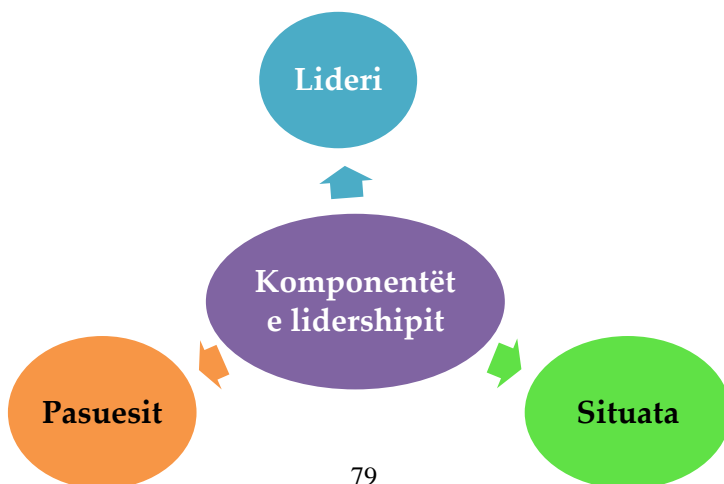 Lideri
Komponentët
e lidershipit
Pasuesit
Situata
79